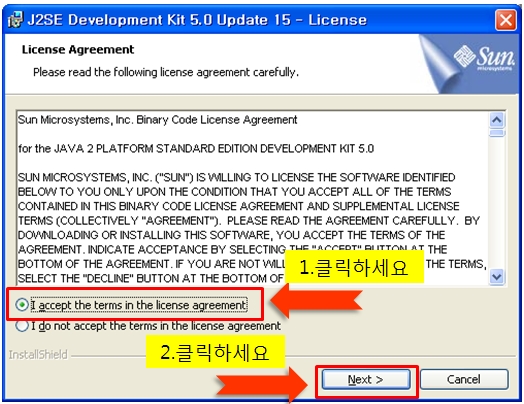 J2SE Development Kit 5.0 Update 15 - License
License Agreement
Please read the following license agreement carefully.
Sun
microsystems
Sun Microsystems, Inc. Binary Code License Agreement
for the JAVA 2 PLATFORM STANDARD EDITION DEVELOPMENT KIT 5.0
SUN MICROSYSTEMS, INC. ("SUN") IS WILLING TO LICENSE THE SOFTWARE IDENTIFIED
BELOW TO YOU ONLY UPON THE CONDITION THAT YOU ACCEPT ALL OF THE TERMS
CONTAINED IN THIS BINARY CODE LICENSE AGREEMENT AND SUPPLEMENTAL LICENSE
TERMS (COLLECTIVELY "AGREEMENT"). PLEASE READ THE AGREEMENT CAREFULLY. BY
DOWNLOADING OR INSTALLING THIS SOFTWARE, YOU ACCEPT THE TERMS OF THE
AGREEMENT. INDICATE ACCEPTANCE BY SELECTING THE "ACCEPT" BUTTON AT THE
BOTTOM OF THE AGREEMENT. IF YOU ARE NOT THE TERMS,
SELECT THE "DECLINE" BUTTON AT THE BOTTOM OF
1.클릭하세요
I accept the terms in the license agreement
I do not accept the terms in the license agreement
InstallShield
2.클릭하세요
Next >
Cancel